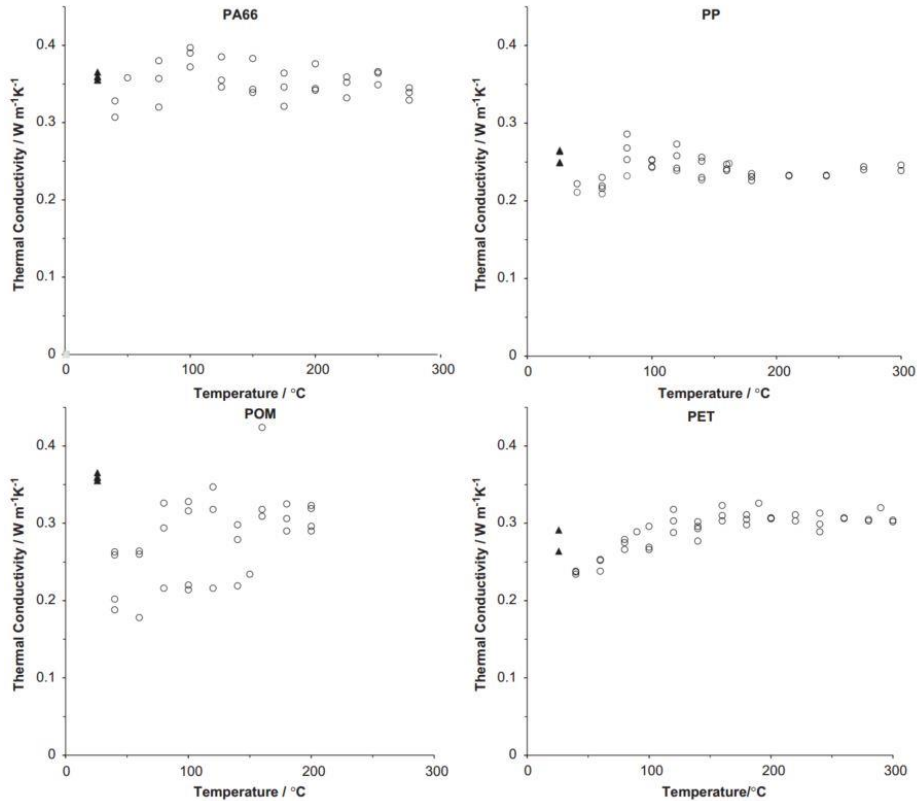 PA66
Thermal Conductivity / W m⁻¹K⁻¹
0.4
0.3
0.2
0.1
0
0 100 200 300
Temperature / °C
PP
Thermal Conductivity / W m⁻¹K⁻¹
0.4
0.3
0.2
0.1
0
0 100 200 300
Temperature / °C
POM
Thermal Conductivity / W m⁻¹K⁻¹
0.4
0.3
0.2
0.1
0
0 100 200 300
Temperature / °C
PET
Thermal Conductivity / W m⁻¹K⁻¹
0.4
0.3
0.2
0.1
0
0 100 200 300
Temperature/°C